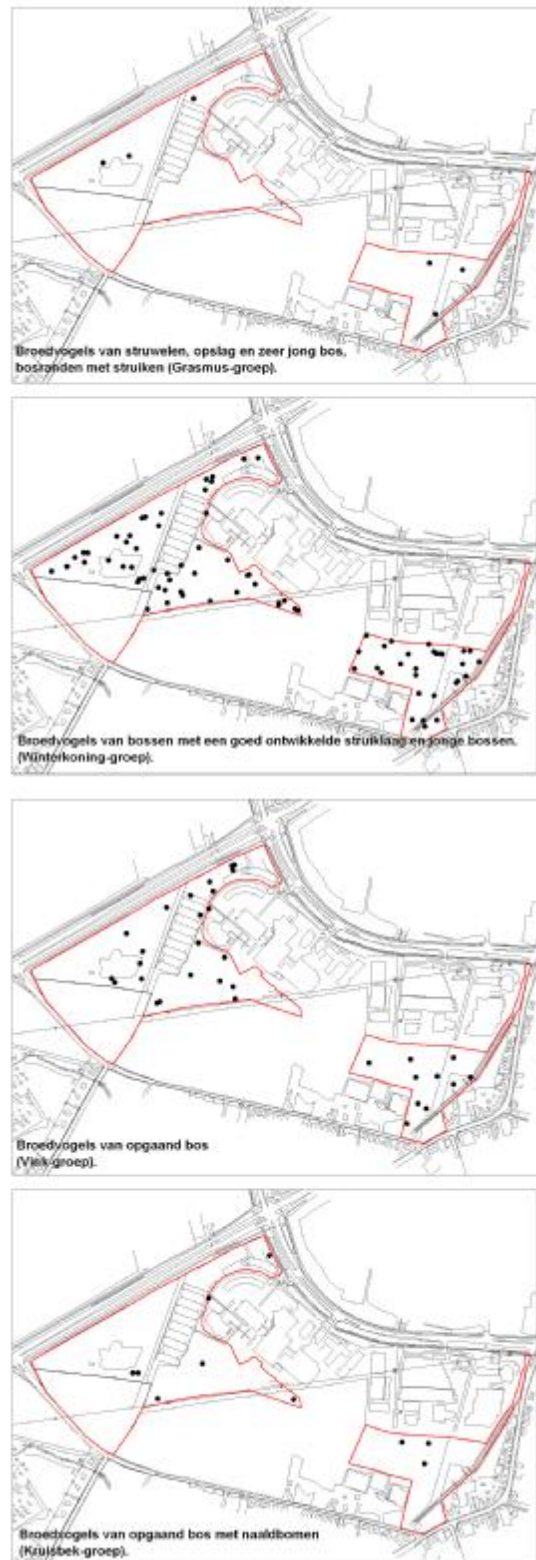 Broedvogels van struwelen, opslag en zeer jong bos,
bosranden met struiken (Grasmus-groep).
Broedvogels van bossen met een goed ontwikkelde struiklaag en jonge bossen.
(Winterkoning-groep).
Broedvogels van opgaand bos
(Vink-groep).
Broedvogels van opgaand bos met naaldbomen
(Kruisbek-groep).